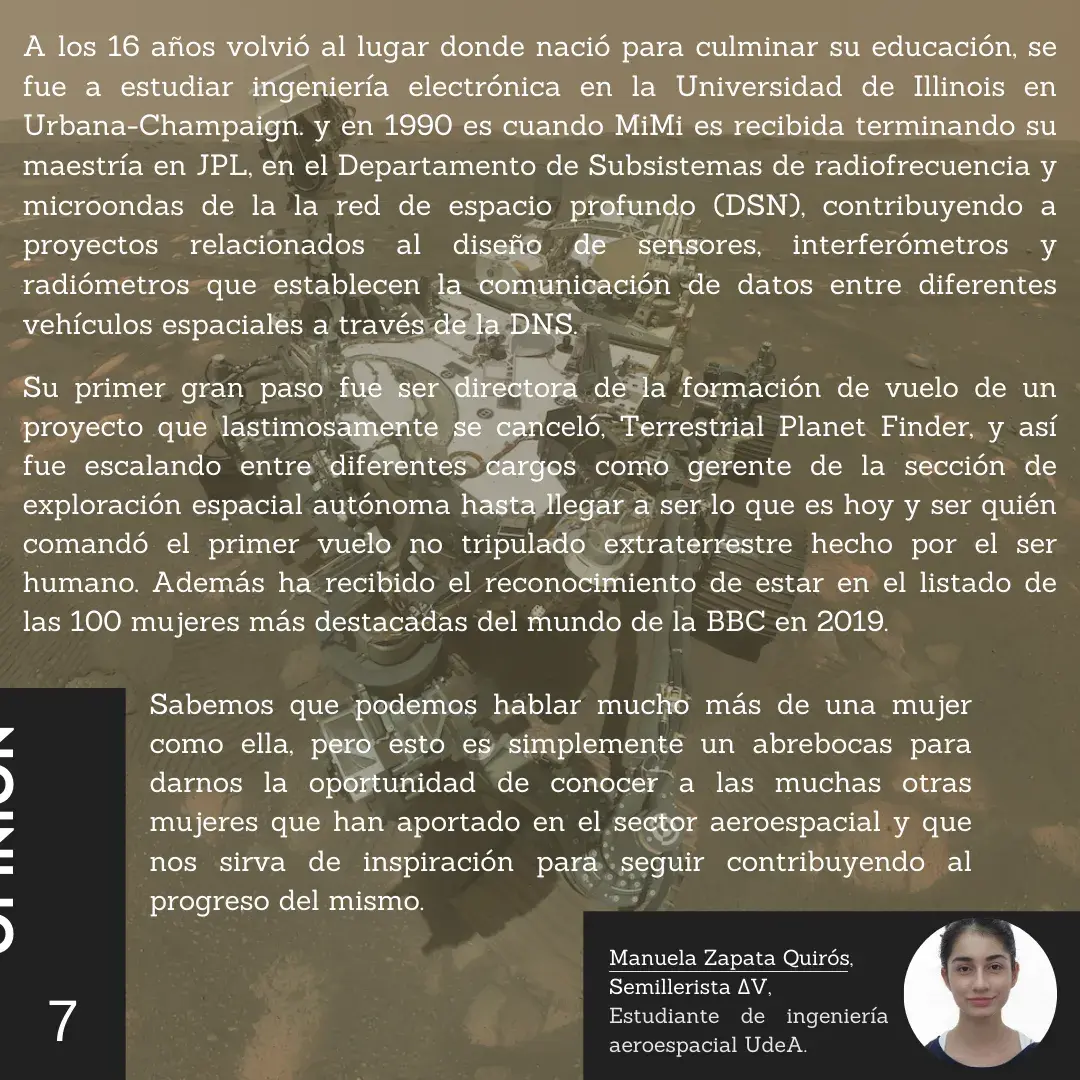 A los 16 años volvió al lugar donde nació para culminar su educación, se
fue a estudiar ingeniería electrónica en la Universidad de Illinois en
Urbana-Champaign. y en 1990 es cuando MiMi es recibida terminando su
maestría en JPL, en el Departamento de Subsistemas de radiofrecuencia y
microondas de la la red de espacio profundo (DSN), contribuyendo a
proyectos relacionados al diseño de sensores, interferómetros y
radiómetros que establecen la comunicación de datos entre diferentes
vehículos espaciales a través de la DNS.
Su primer gran paso fue ser directora de la formación de vuelo de un
proyecto que lastimosamente se canceló, Terrestrial Planet Finder, y así
fue escalando entre diferentes cargos como gerente de la sección de
exploración espacial autónoma hasta llegar a ser lo que es hoy y ser quién
comandó el primer vuelo no tripulado extraterrestre hecho por el ser
humano. Además ha recibido el reconocimiento de estar en el listado de
las 100 mujeres más destacadas del mundo de la BBC en 2019.
Sabemos que podemos hablar mucho más de una mujer
como ella, pero esto es simplemente un abrebocas para
darnos la oportunidad de conocer a las muchas otras
mujeres que han aportado en el sector aeroespacial y que
nos sirva de inspiración para seguir contribuyendo al
progreso del mismo.
7
Manuela Zapata Quirós,
Semillerista ΔV,
Estudiante de ingeniería
aeroespacial UdeA.